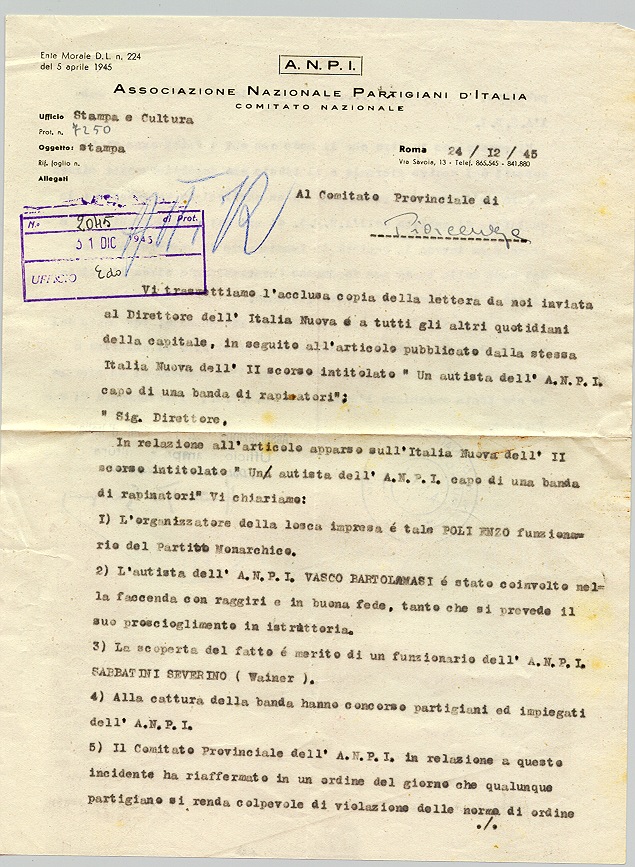 Ente Morale D.L. n. 224
del 5 aprile 1945
A. N. P. I.
ASSOCIAZIONE NAZIONALE PARTIGIANI D'ITALIA
COMITATO NAZIONALE
Ufficio Stampa e Cultura
Prot. n. 7250
Oggetto: stampa
Rif. foglio n.
Allegati
Roma 24 / I2 / 45
Via Savoia, 13 - Telef. 865.545 - 841.880
Al Comitato Provinciale di
Piacenza
N.o 2045 di Prot.
31 DIC 1945
UFFICIO
Vi trasmettiamo l'acclusa copia della lettera da noi inviata
al Direttore dell' Italia Nuova é a tutti gli altri quotidiani
della capitale, in seguito all'articolo pubblicato dalla stessa
Italia Nuova dell' II scorso intitolato " Un autista dell' A.N.P.I.
capo di una banda di rapinatori";
" Sig. Direttore,
In relazione all'articolo apparso sull'Italia Nuova dell' II
scorso intitolato " Un autista dell' A.N.P.I. capo di una banda
di rapinatori" Vi chiariamo:
I) L'organizzatore della losca impresa é tale POLI ENZO funziona=
rio del Partito Monarchico.
2) L'autista dell' A.N.P.I. VASCO BARTOLAMASI é stato coinvolto nel=
la faccenda con raggiri e in buona fede, tanto che si prevede il
suo proscioglimento in istruttoria.
3) La scoperta del fatto é merito di un funzionario dell' A.N.P.I.
SABBATINI SEVERINO ( Wainer ).
4) Alla cattura della banda hanno concorso partigiani ed impiegati
dell' A.N.P.I.
5) Il Comitato Provinciale dell' A.N.P.I. in relazione a questo
incidente ha riaffermato in un ordine del giorno che qualunque
partigiano si renda colpevole di violazione delle norme di ordine
./.